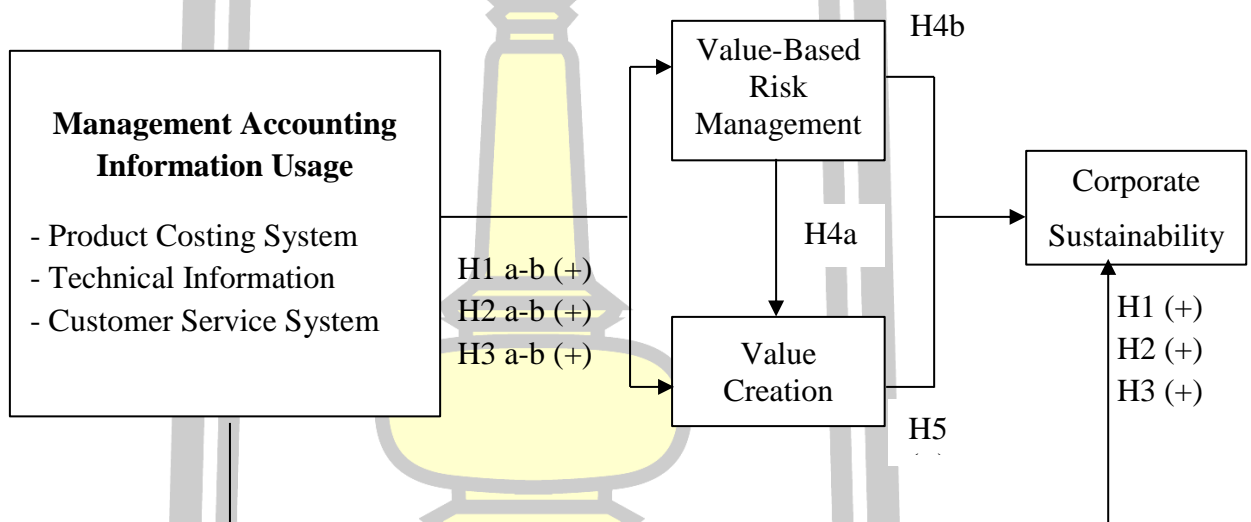 Management Accounting
Information Usage
- Product Costing System
- Technical Information
- Customer Service System
H1 a-b (+)
H2 a-b (+)
H3 a-b (+)
Value-Based
Risk
Management
H4b
H4a
Value
Creation
H5
Corporate
Sustainability
H1 (+)
H2 (+)
H3 (+)